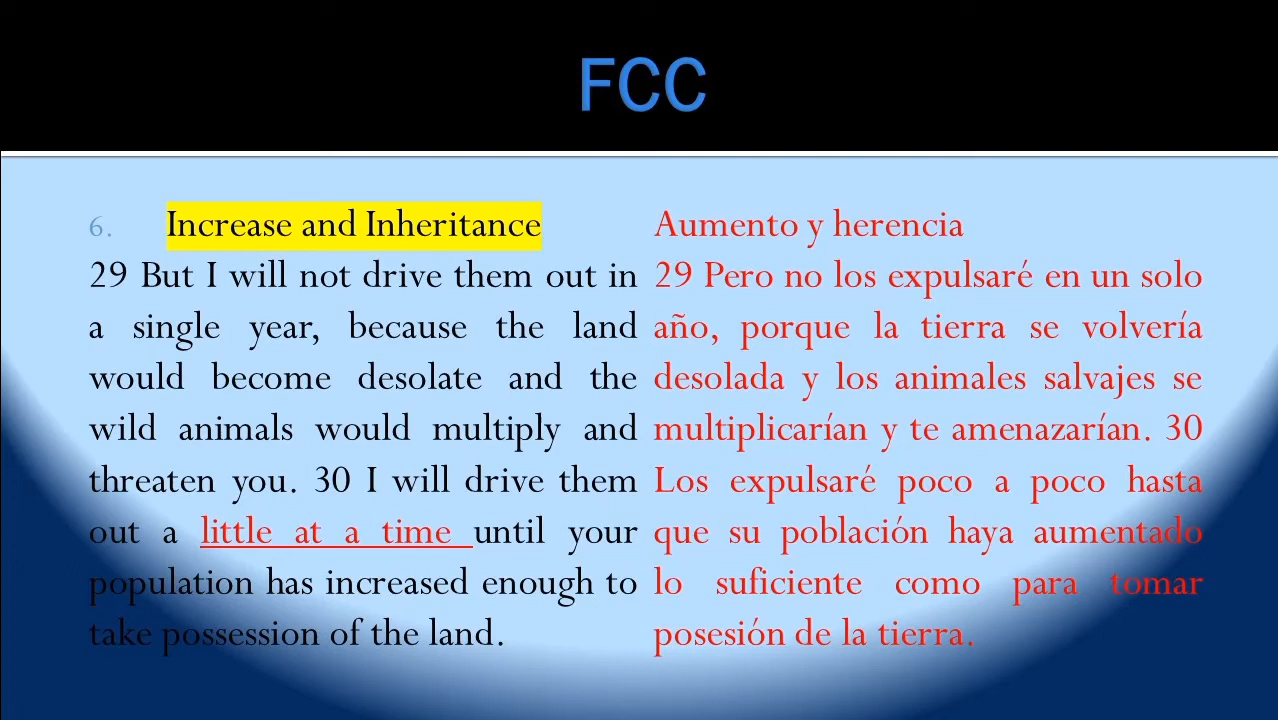 FCC
6. Increase and Inheritance
29 But I will not drive them out in
a single year, because the land
would become desolate and the
wild animals would multiply and
threaten you. 30 I will drive them
out a little at a time until your
population has increased enough to
take possession of the land.
Aumento y herencia
29 Pero no los expulsaré en un solo
año, porque la tierra se volvería
desolada y los animales salvajes se
multiplicarían y te amenazarían. 30
Los expulsaré poco a poco hasta
que su población haya aumentado
lo suficiente como para tomar
posesión de la tierra.